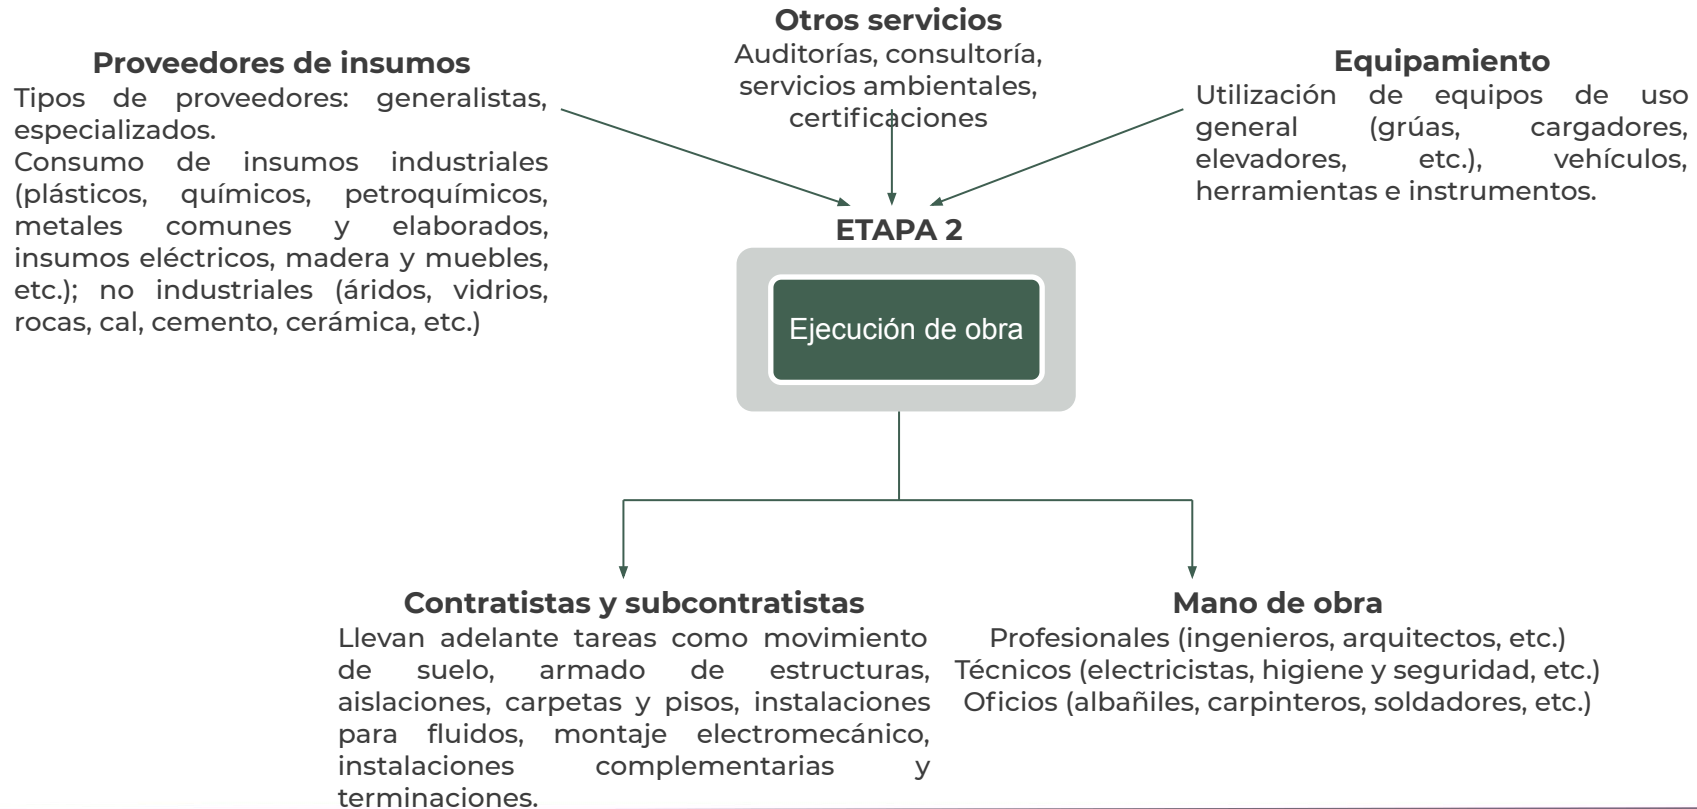 Otros servicios
Auditorías, consultoría,
servicios ambientales,
certificaciones
Proveedores de insumos
Tipos de proveedores: generalistas,
especializados.
Consumo de insumos industriales
(plásticos, químicos, petroquímicos,
metales comunes y elaborados,
insumos eléctricos, madera y muebles,
etc.); no industriales (áridos, vidrios,
rocas, cal, cemento, cerámica, etc.)
Equipamiento
Utilización de equipos de uso
general (grúas, cargadores,
elevadores, etc.), vehículos,
herramientas e instrumentos.
ETAPA 2
Ejecución de obra
Contratistas y subcontratistas
Llevan adelante tareas como movimiento
de suelo, armado de estructuras,
aislaciones, carpetas y pisos, instalaciones
para fluidos, montaje electromecánico,
instalaciones complementarias y
terminaciones.
Mano de obra
Profesionales (ingenieros, arquitectos, etc.)
Técnicos (electricistas, higiene y seguridad, etc.)
Oficios (albañiles, carpinteros, soldadores, etc.)